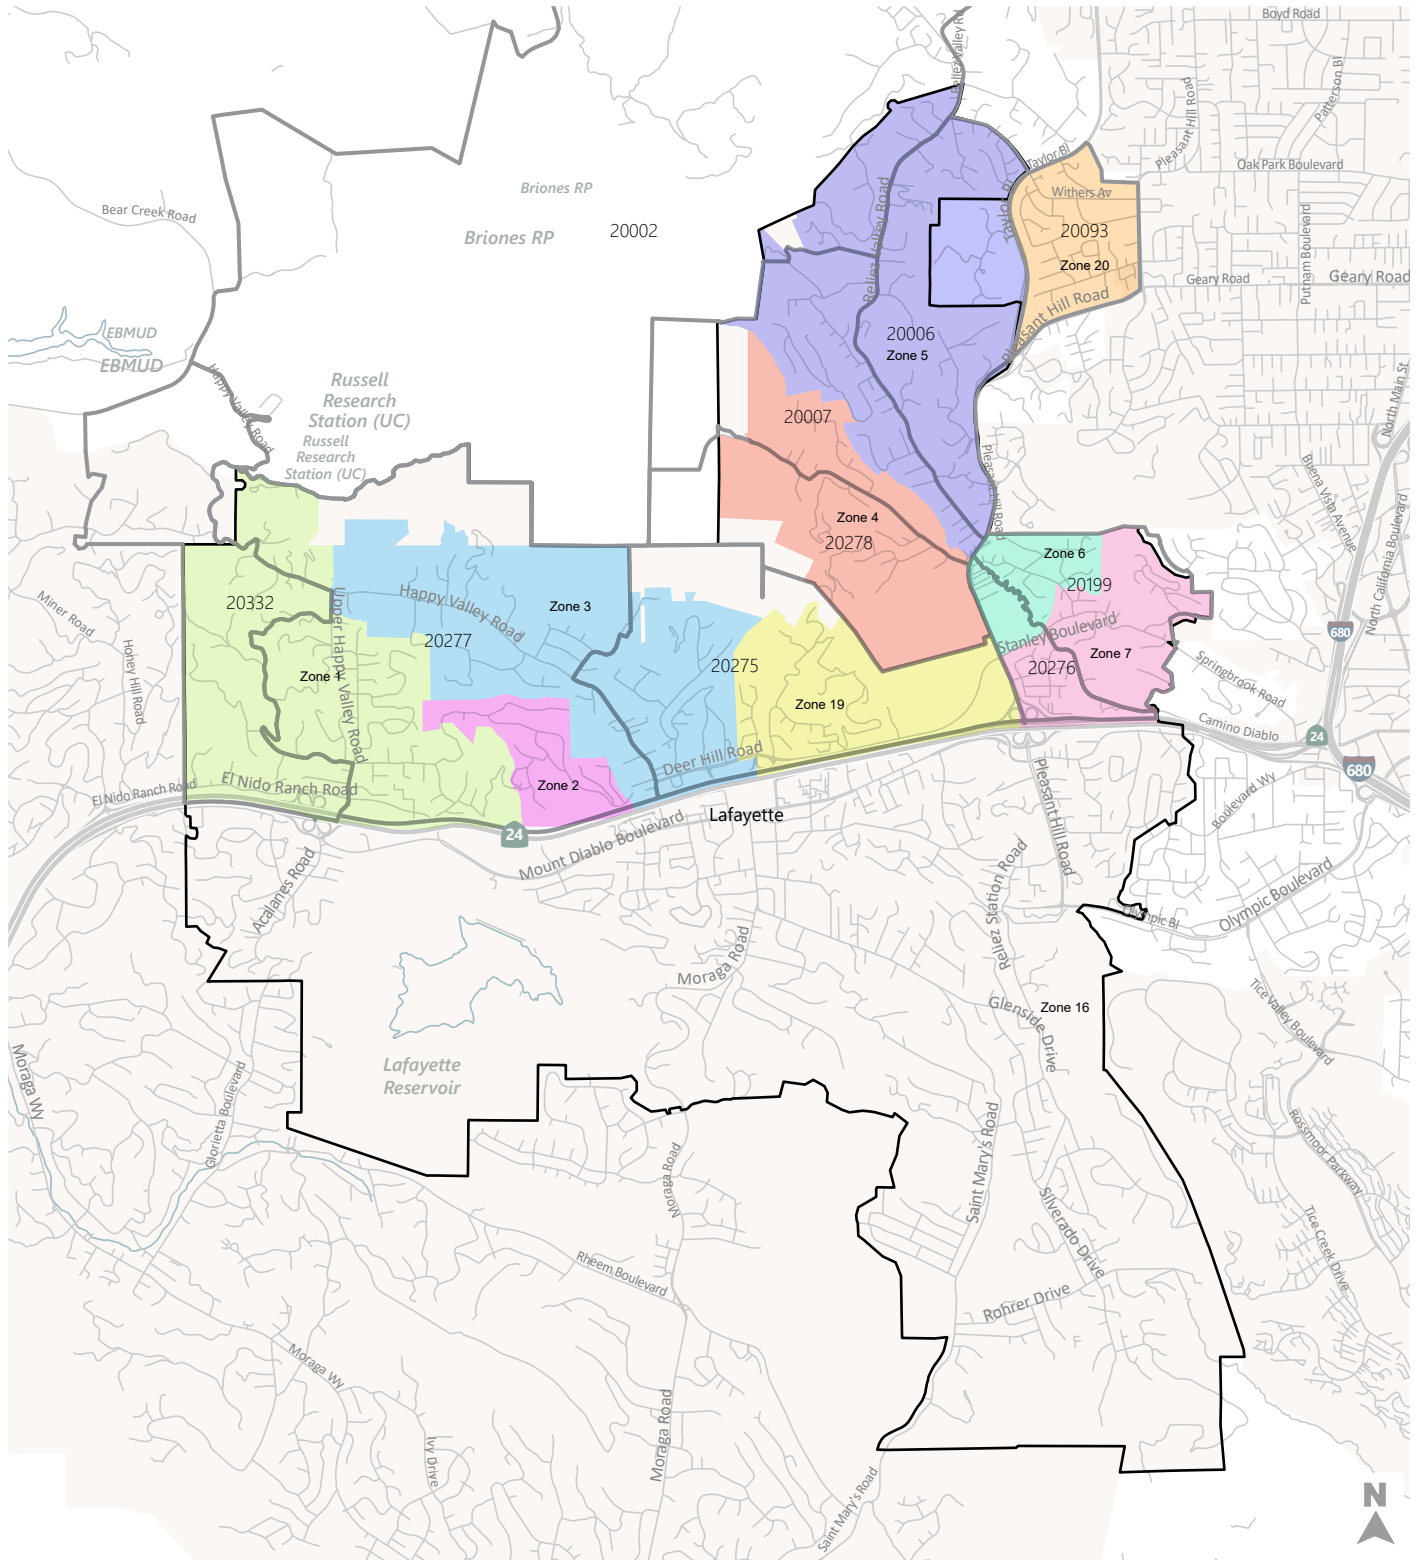 Boyd Road
Reliez Valley Rd
Patterson Bl
Pleasant Hill Road
Taylor Bl
Oak Park Boulevard
Briones RP
Withers Av
Bear Creek Road
Briones RP
20002
Reliez Valley Road
Taylor Bl
20093
Zone 20
Putnam Boulevard
Geary Road
Geary Road
Pleasant Hill Road
EBMUD
EBMUD
20006
Zone 5
Happy Valley Road
Russell
Research
Station (UC)
Russell
Research
Station (UC)
20007
North Main St
Pleasant Hill Road
Buena Vista Avenue
North California Boulevard
Zone 4
20278
Zone 6
20199
Miner Road
20332
Upper Happy Valley Road
Happy Valley Road
Zone 3
20277
Honey Hill Road
680
Stanley Boulevard
20275
20276
Zone 7
Springbrook Road
Zone 1
Zone 19
Camino Diablo
24
680
Deer Hill Road
El Nido Ranch Road
El Nido Ranch Road
Zone 2
Pleasant Hill Road
Boulevard Wy
Lafayette
24
Mount Diablo Boulevard
Acalanes Road
Reliez Station Road
Olympic Bl
Olympic Boulevard
Moraga Road
Glenside Drive
Zone 16
Tice Valley Boulevard
Moraga Wy
Lafayette
Reservoir
Glorietta Boulevard
Saint Mary's Road
Rossmoor Parkway
Moraga Road
Silverado Drive
Tice Creek Drive
Rheem Boulevard
Rohrer Drive
Moraga Wy
Ivy Drive
Moraga Road
Saint Mary's Road
N